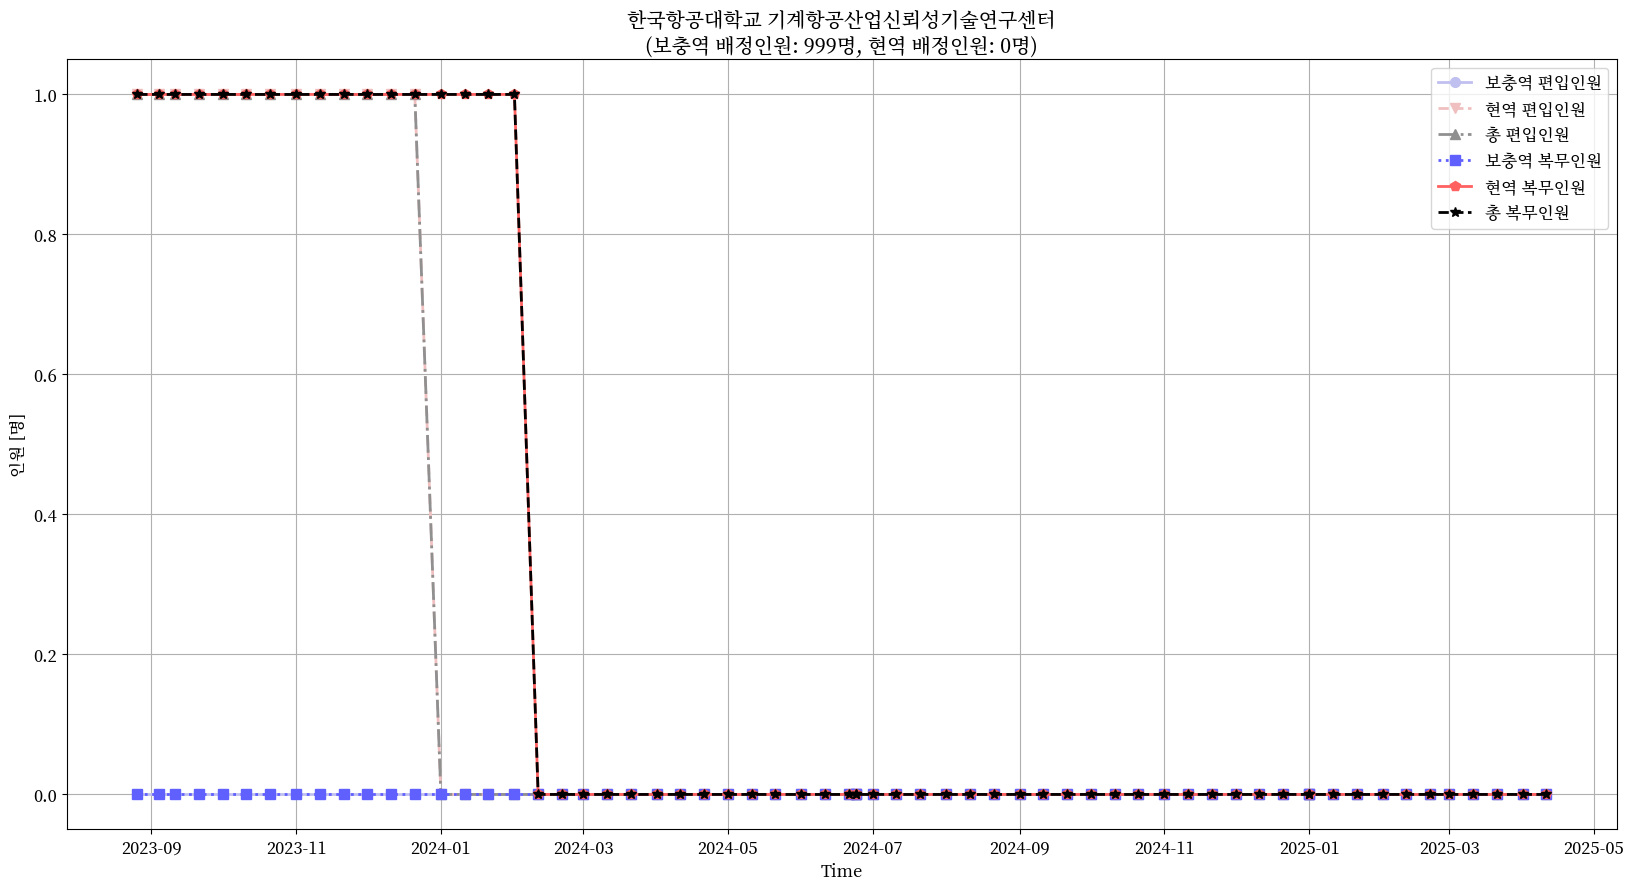 한국항공대학교 기계항공산업신뢰성기술연구센터
(보충역 배정인원: 999명, 현역 배정인원: 0명)
보충역 편입인원
현역 편입인원
총 편입인원
보충역 복무인원
현역 복무인원
총 복무인원
인원 [명]
1.0
0.8
0.6
0.4
0.2
0.0
2023-09 2023-11 2024-01 2024-03 2024-05 2024-07 2024-09 2024-11 2025-01 2025-03 2025-05
Time